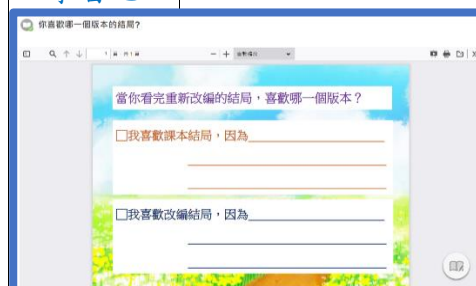 你喜歡哪一個版本的結局?
當你看完重新改編的結局，喜歡哪一個版本？
□我喜歡課本結局，因為
□我喜歡改編結局，因為